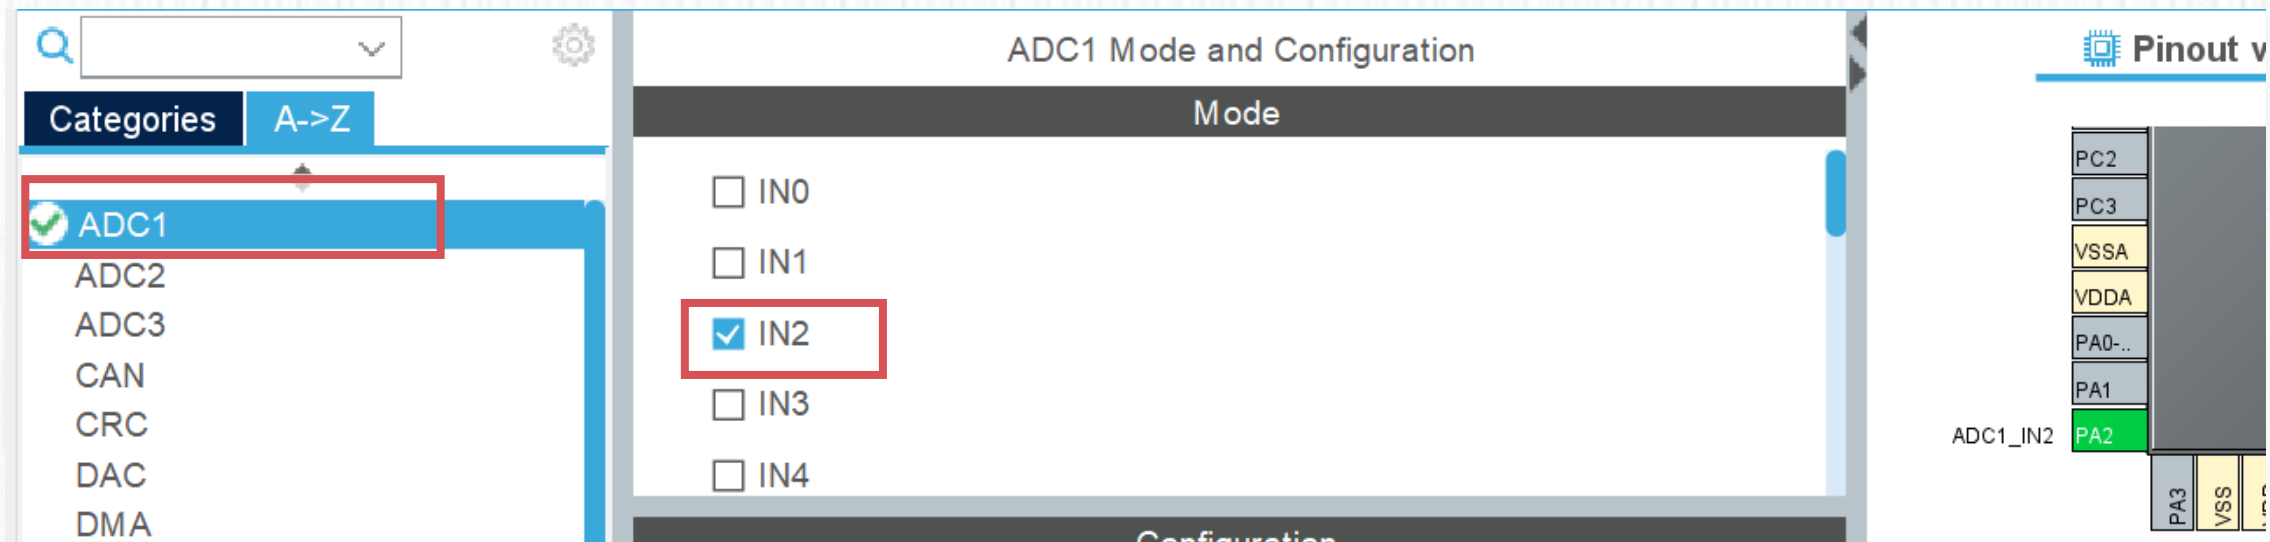 Categories
A->Z
ADC1
ADC2
ADC3
CAN
CRC
DAC
DMA
ADC1 Mode and Configuration
Mode
IN0
IN1
IN2
IN3
IN4
Configuration
Pinout v
PC2
PC3
VSSA
VDDA
PA0-..
PA1
ADC1_IN2 PA2
PA3
VSS